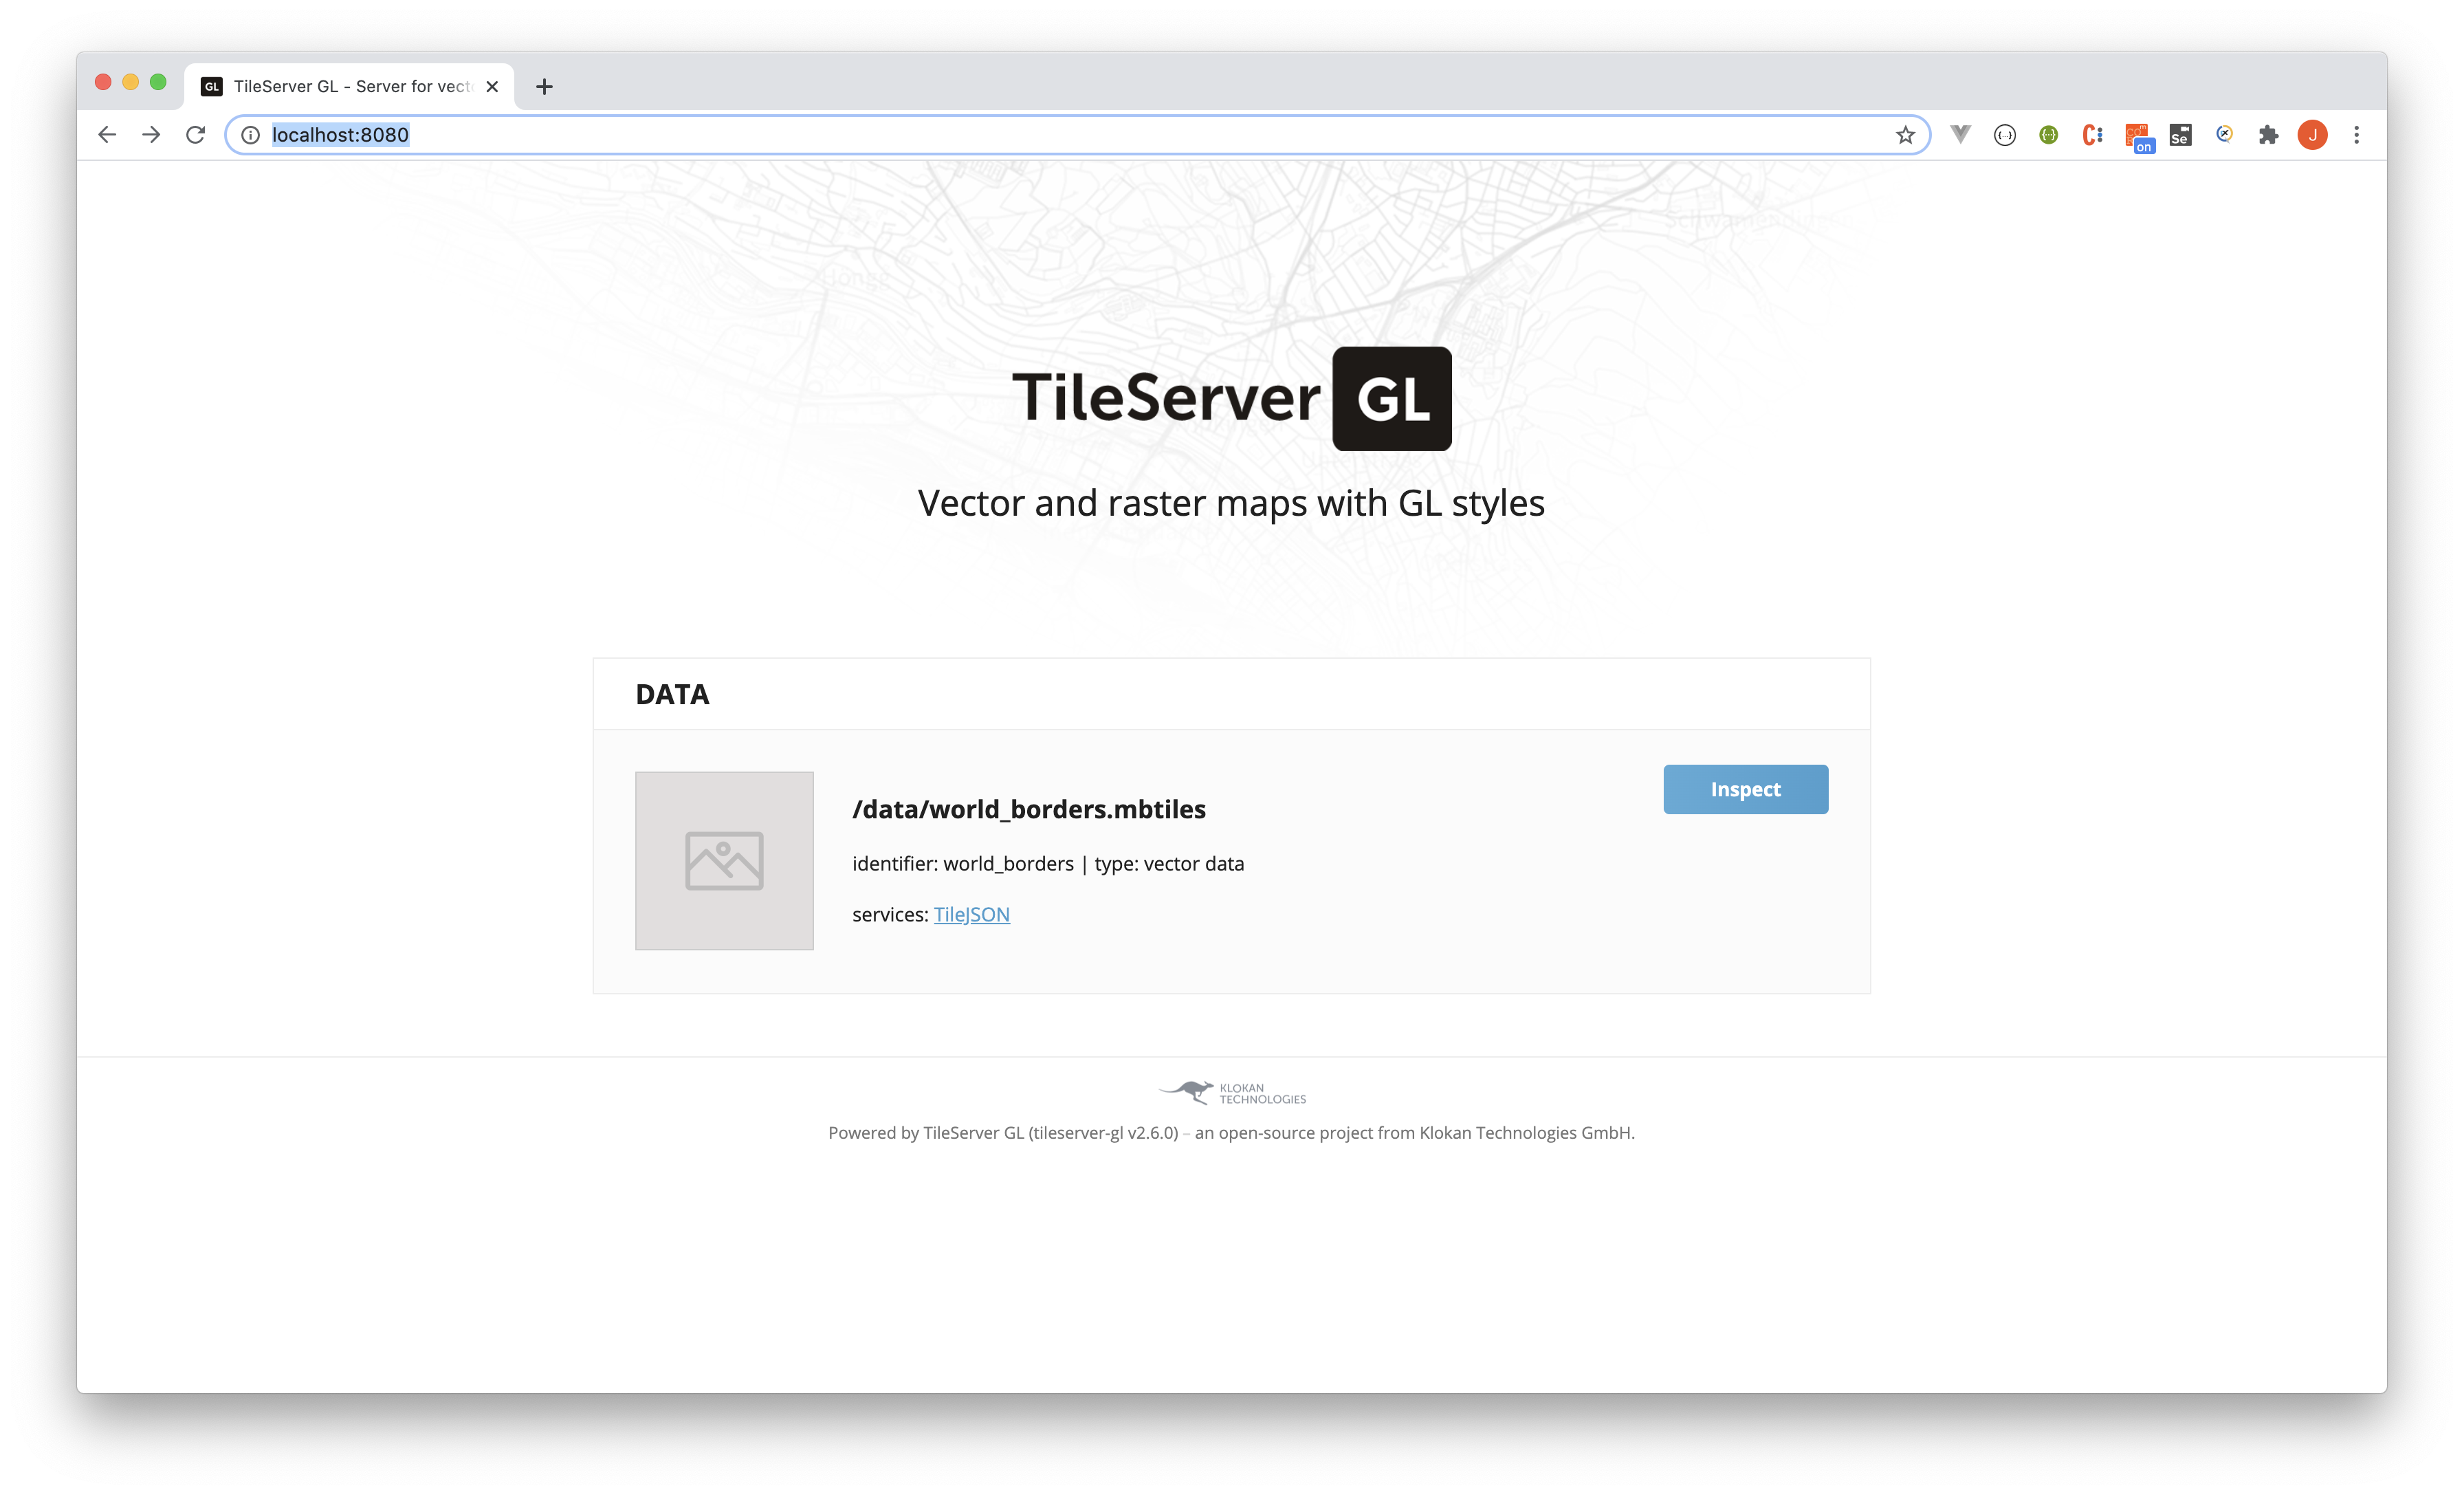 GL TileServer GL - Server for vect
localhost:8080
on
Se
J
TileServer GL
Vector and raster maps with GL styles
DATA
/data/world_borders.mbtiles
Inspect
identifier: world_borders | type: vector data
services: TileJSON
KLOKAN
TECHNOLOGIES
Powered by TileServer GL (tileserver-gl v2.6.0) – an open-source project from Klokan Technologies GmbH.